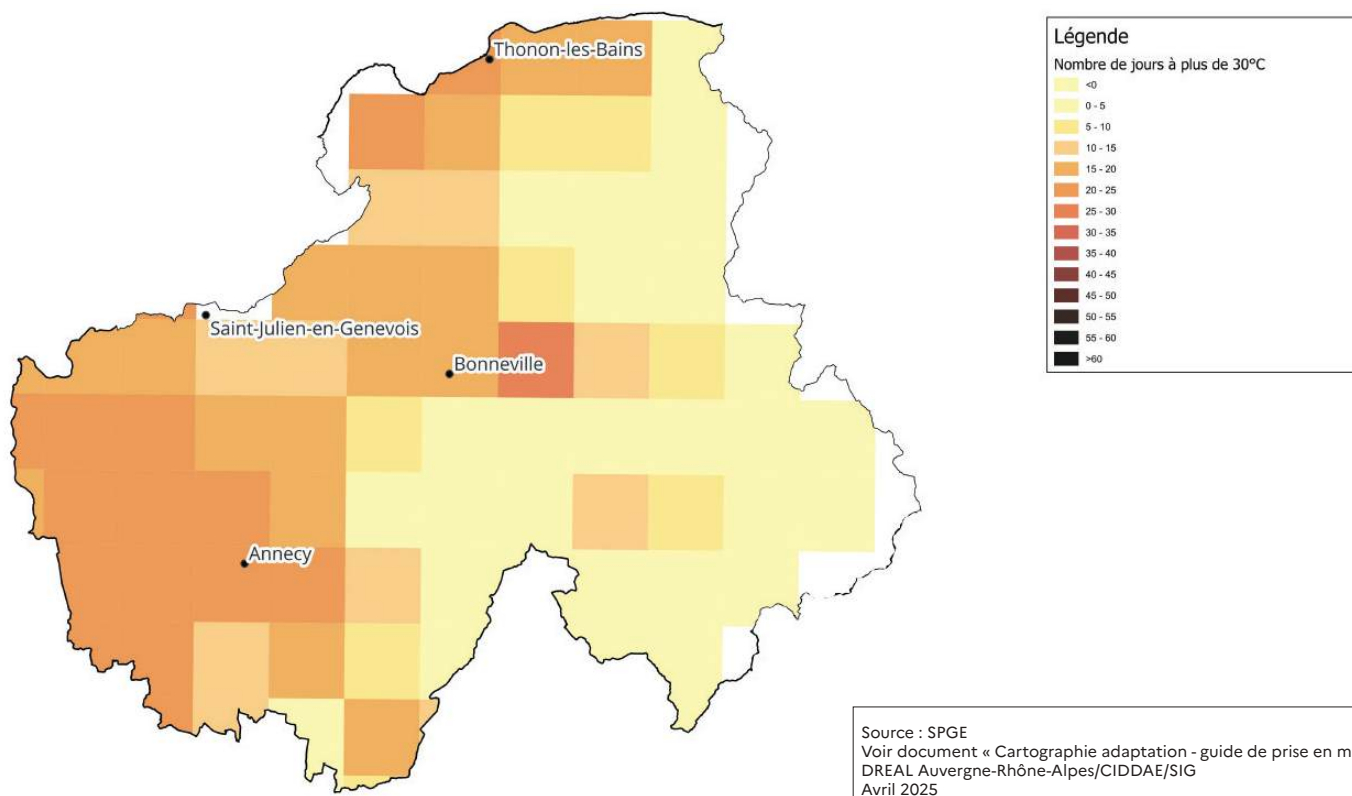 Thonon-les-Bains
Saint-Julien-en-Genevois
Bonneville
Annecy
Légende
Nombre de jours à plus de 30°C
<0
0 - 5
5 - 10
10 - 15
15 - 20
20 - 25
25 - 30
30 - 35
35 - 40
40 - 45
45 - 50
50 - 55
55 - 60
>60
Source : SPGE
Voir document « Cartographie adaptation - guide de prise en m
DREAL Auvergne-Rhône-Alpes/CIDDAE/SIG
Avril 2025